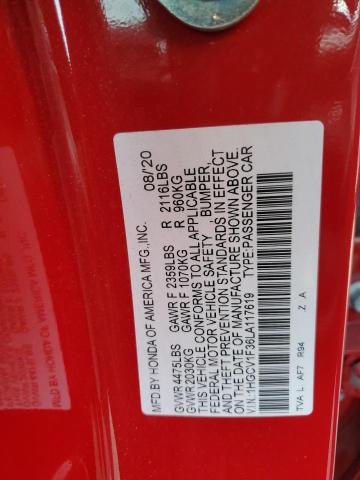 MFD BY HONDA OF AMERICA MFG.,INC. 08/20
GVWR 4475LBS GAWR F 2359LBS R 2116LBS
GVWR 2030KG GAWR F 1070KG R 960KG
THIS VEHICLE CONFORMS TO ALL APPLICABLE
FEDERAL MOTOR VEHICLE SAFETY BUMPER,
AND THEFT PREVENTION STANDARDS IN EFFECT
ON THE DATE OF MANUFACTURE SHOWN ABOVE.
V.I.N.:1HGCV1F36LA117619 TYPE:PASSENGER CAR
TVA L AF7 R94 Z A